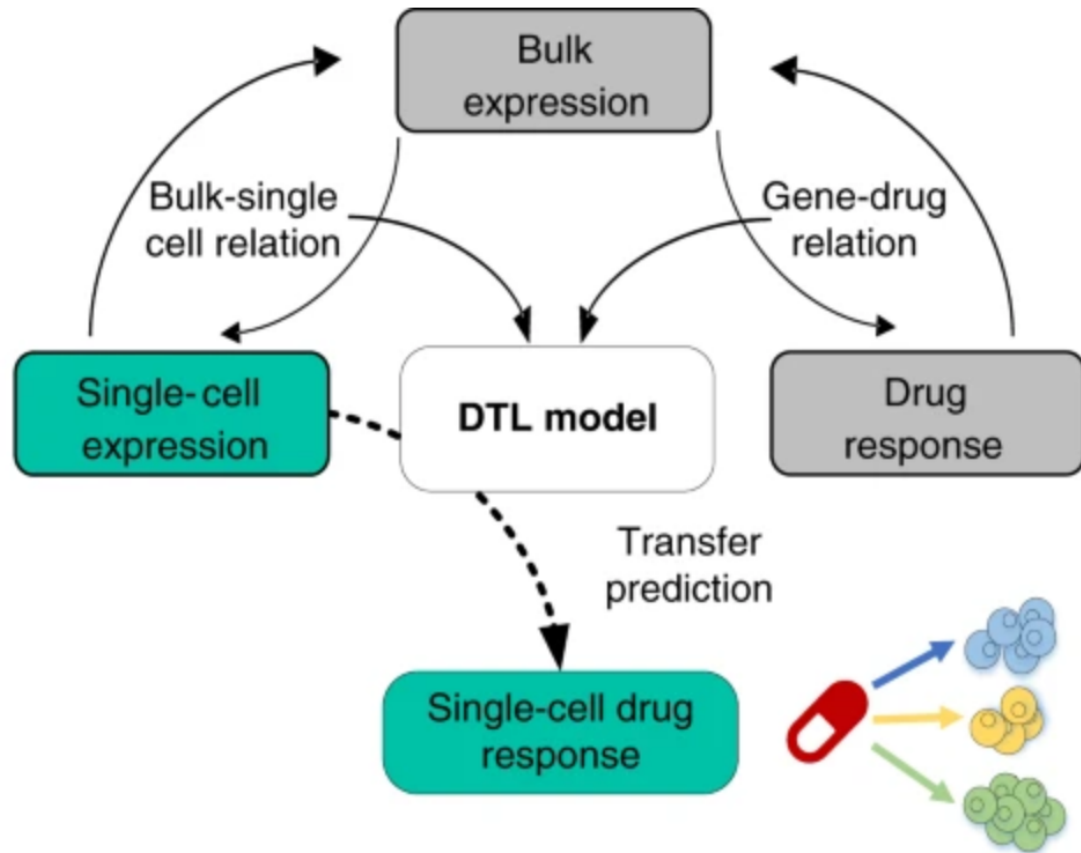 Bulk
expression
Bulk-single
cell relation
Gene-drug
relation
Single-cell
expression
DTL model
Drug
response
Transfer
prediction
Single-cell drug
response